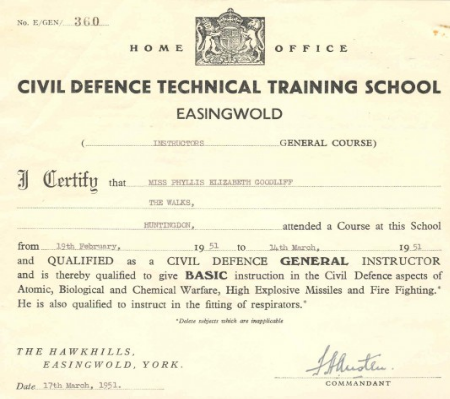 No. E/GEN/ 360
HOME OFFICE
CIVIL DEFENCE TECHNICAL TRAINING SCHOOL
EASINGWOLD
( INSTRUCTORS GENERAL COURSE)
I Certify that MISS PHYLLIS ELIZABETH GOODLIFF
THE WALKS,
HUNTINGDON, attended a Course at this School
from 19th February, 1951 to 14th March, 1951
and QUALIFIED as a CIVIL DEFENCE GENERAL INSTRUCTOR
and is thereby qualified to give BASIC instruction in the Civil Defence aspects of
Atomic, Biological and Chemical Warfare, High Explosive Missiles and Fire Fighting.*
He is also qualified to instruct in the fitting of respirators.*
*Delete subjects which are inapplicable
THE HAWKHILLS,
EASINGWOLD, YORK.
Date 17th March, 1951.
COMMANDANT